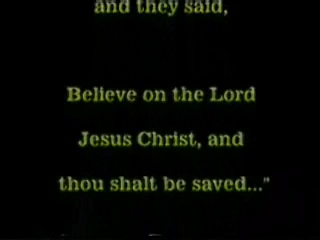 and they said,
Believe on the Lord
Jesus Christ, and
thou shalt be saved..."